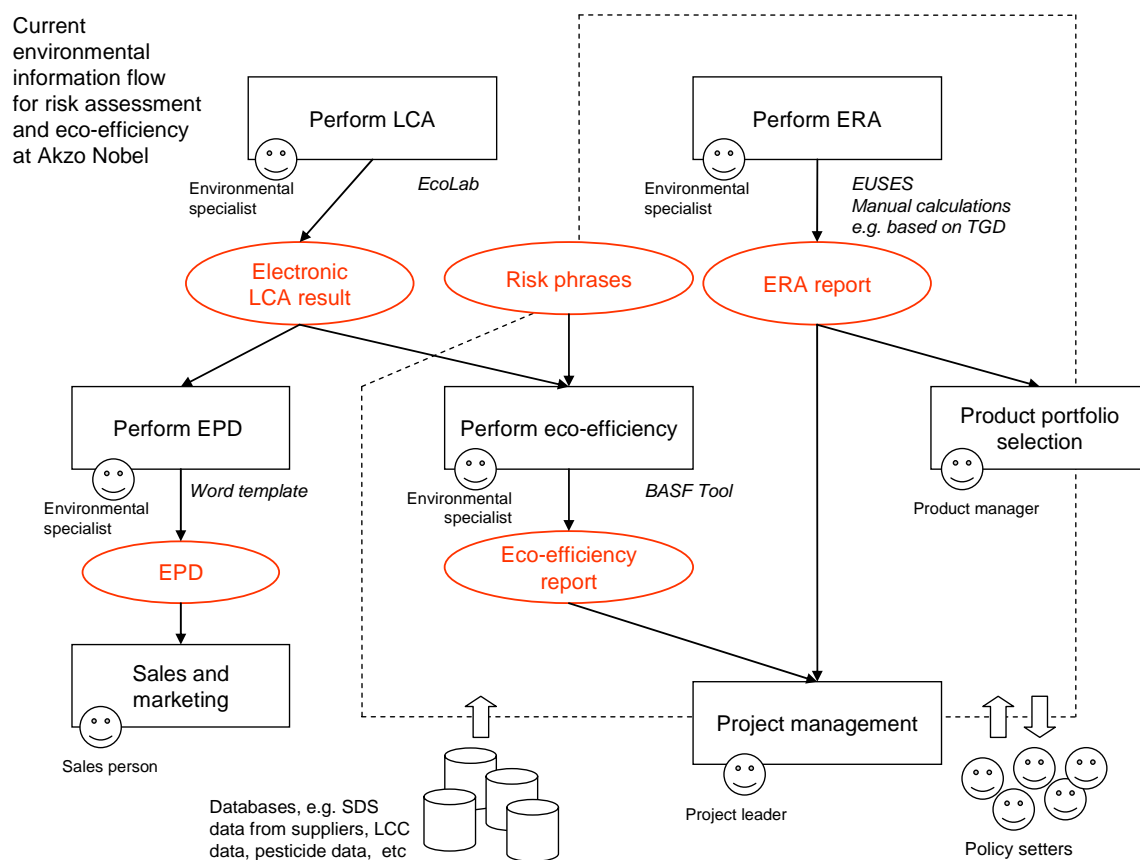 Current
environmental
information flow
for risk assessment
and eco-efficiency
at Akzo Nobel
Perform LCA
Perform ERA
Environmental
specialist
EcoLab
Environmental
specialist
EUSES
Manual calculations
e.g. based on TGD
Electronic
LCA result
Risk phrases
ERA report
Perform EPD
Perform eco-efficiency
Product portfolio
selection
Environmental
specialist
Word template
Environmental
specialist
BASF Tool
Product manager
EPD
Eco-efficiency
report
Sales and
marketing
Project management
Sales person
Databases, e.g. SDS
data from suppliers, LCC
data, pesticide data, etc
Project leader
Policy setters